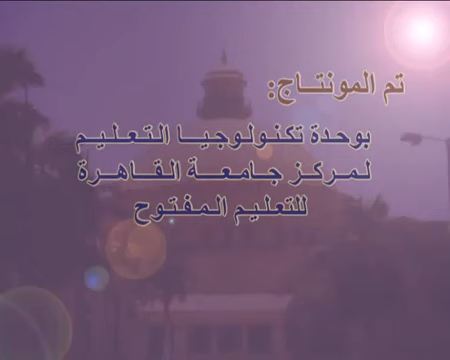 تم المونتاج:
بوحدة تكنولوجيا التعليم
لمركز جامعة القاهرة
للتعليم المفتوح